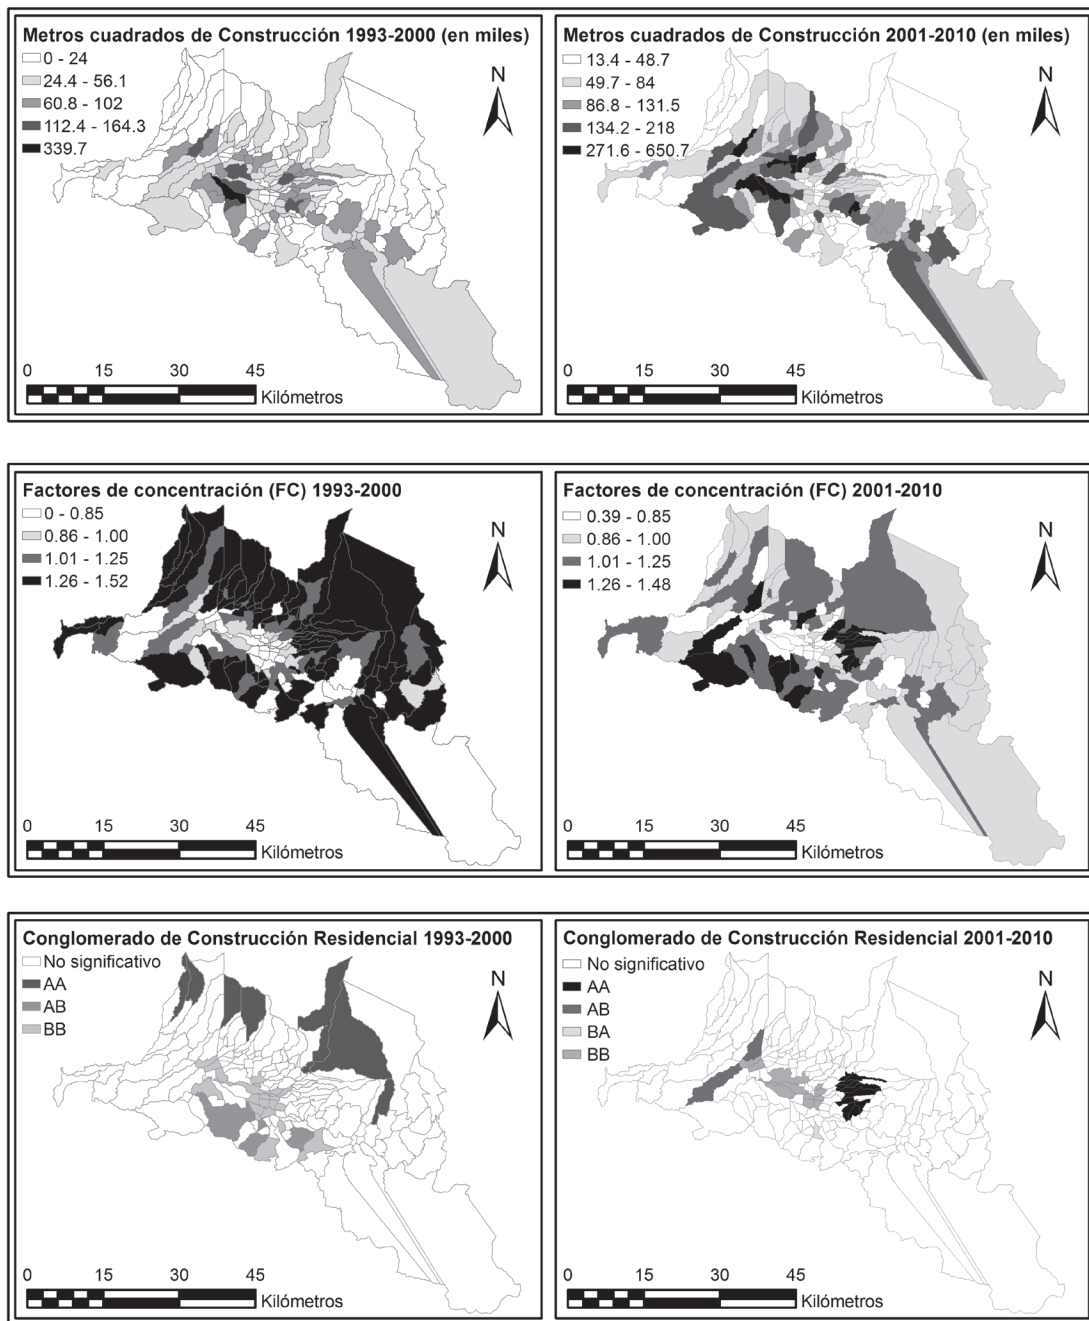 Metros cuadrados de Construcción 1993-2000 (en miles)
0 - 24
24.4 - 56.1
60.8 - 102
112.4 - 164.3
339.7
N
0 15 30 45
Kilómetros
Metros cuadrados de Construcción 2001-2010 (en miles)
13.4 - 48.7
49.7 - 84
86.8 - 131.5
134.2 - 218
271.6 - 650.7
N
0 15 30 45
Kilómetros
Factores de concentración (FC) 1993-2000
0 - 0.85
0.86 - 1.00
1.01 - 1.25
1.26 - 1.52
N
0 15 30 45
Kilómetros
Factores de concentración (FC) 2001-2010
0.39 - 0.85
0.86 - 1.00
1.01 - 1.25
1.26 - 1.48
N
0 15 30 45
Kilómetros
Conglomerado de Construcción Residencial 1993-2000
No significativo
AA
AB
BB
N
0 15 30 45
Kilómetros
Conglomerado de Construcción Residencial 2001-2010
No significativo
AA
AB
BA
BB
N
0 15 30 45
Kilómetros